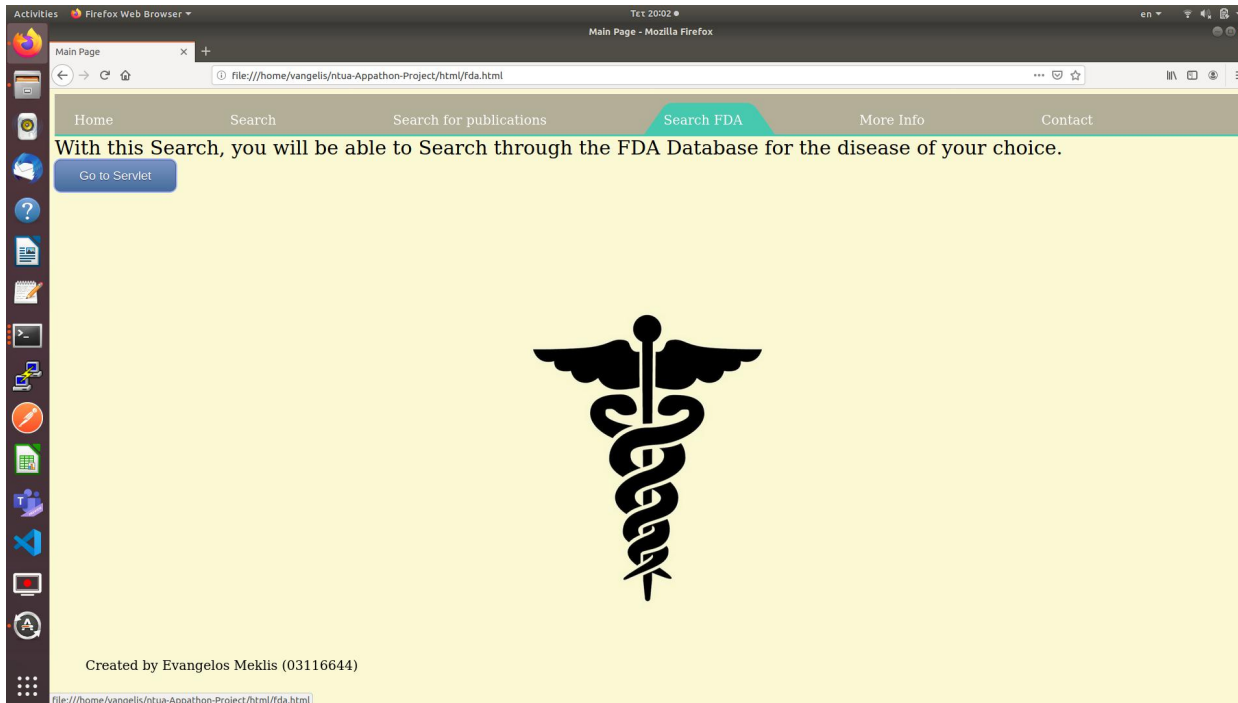 Activities Firefox Web Browser Τετ 20:02 en
Main Page - Mozilla Firefox
Main Page
file:///home/vangelis/ntua-Appathon-Project/html/fda.html
Home Search Search for publications Search FDA More Info Contact
With this Search, you will be able to Search through the FDA Database for the disease of your choice.
Go to Servlet
Created by Evangelos Meklis (03116644)
file:///home/vangelis/ntua-Appathon-Project/html/fda.html